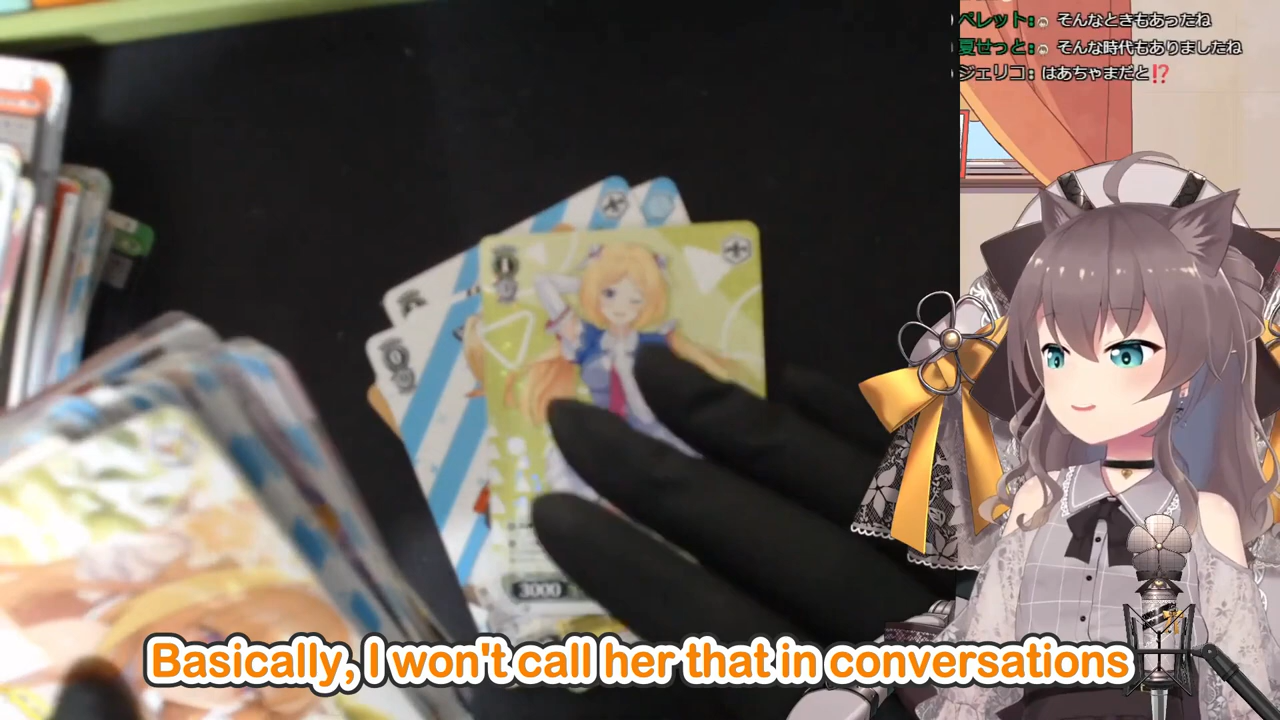 ペレット: そんなときもあったね
夏せっと: そんな時代もありましたね
ジェリコ: はあちゃまだと⁉
1
0
3000
Basically, I won't call her that in conversations